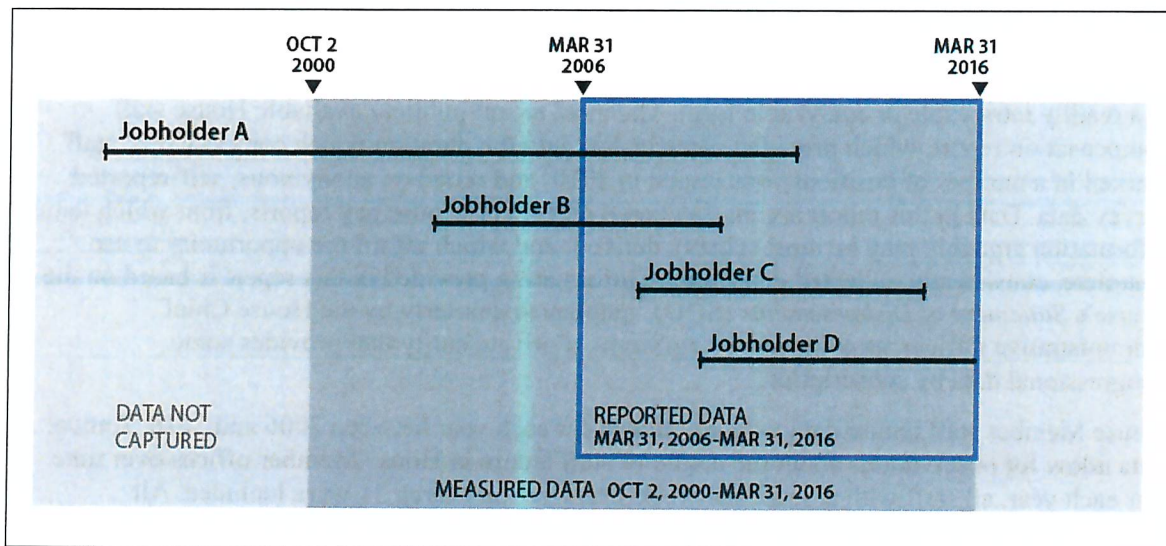 OCT 2
2000
MAR 31
2006
MAR 31
2016
Jobholder A
Jobholder B
Jobholder C
Jobholder D
DATA NOT
CAPTURED
REPORTED DATA
MAR 31, 2006-MAR 31, 2016
MEASURED DATA OCT 2, 2000-MAR 31, 2016